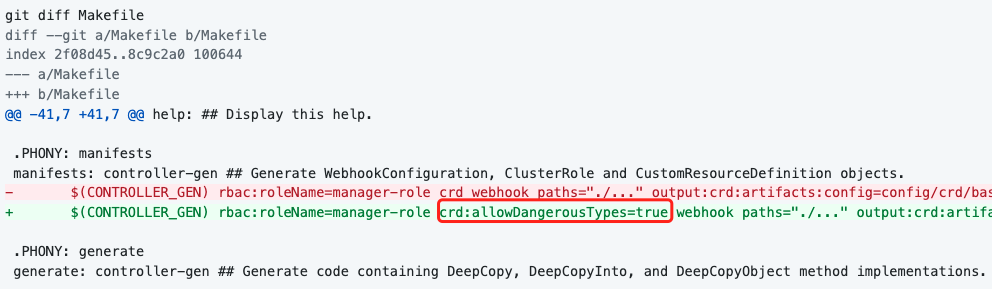 git diff Makefile
diff --git a/Makefile b/Makefile
index 2f08d45..8c9c2a0 100644
--- a/Makefile
+++ b/Makefile
@@ -41,7 +41,7 @@ help: ## Display this help.
.PHONY: manifests
manifests: controller-gen ## Generate WebhookConfiguration, ClusterRole and CustomResourceDefinition objects.
- $(CONTROLLER_GEN) rbac:roleName=manager-role crd webhook paths="./..." output:crd:artifacts:config=config/crd/bas
+ $(CONTROLLER_GEN) rbac:roleName=manager-role crd:allowDangerousTypes=true webhook paths="./..." output:crd:artifa
.PHONY: generate
generate: controller-gen ## Generate code containing DeepCopy, DeepCopyInto, and DeepCopyObject method implementations.